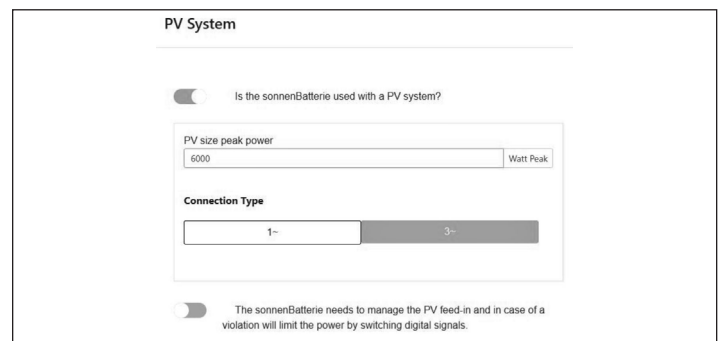 PV System
Is the sonnenBatterie used with a PV system?
PV size peak power
6000
Watt Peak
Connection Type
1~
3~
The sonnenBatterie needs to manage the PV feed-in and in case of a
violation will limit the power by switching digital signals.